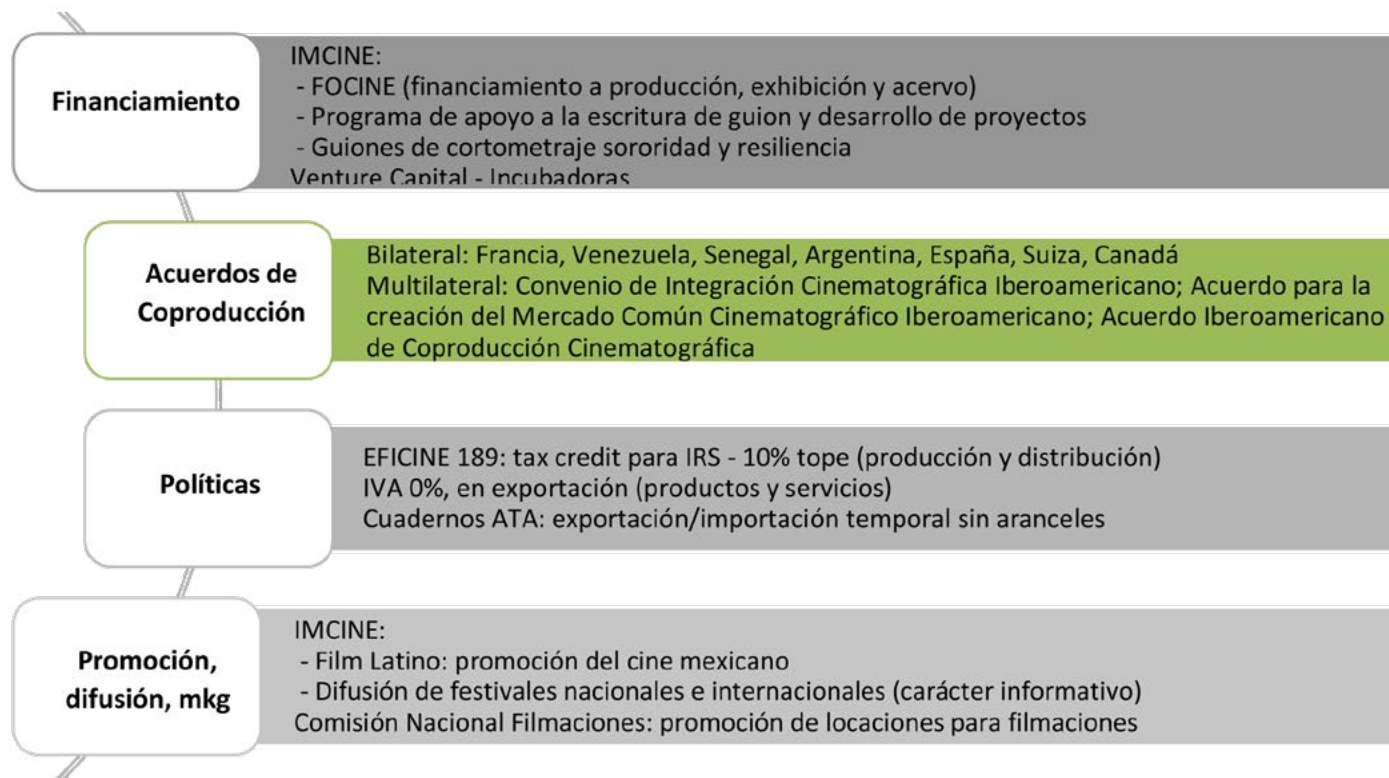 Financiamiento
IMCINE:
- FOCINE (financiamiento a producción, exhibición y acervo)
- Programa de apoyo a la escritura de guion y desarrollo de proyectos
- Guiones de cortometraje sororidad y resiliencia
Venture Capital - Incubadoras
Acuerdos de
Coproducción
Bilateral: Francia, Venezuela, Senegal, Argentina, España, Suiza, Canadá
Multilateral: Convenio de Integración Cinematográfica Iberoamericano; Acuerdo para la
creación del Mercado Común Cinematográfico Iberoamericano; Acuerdo Iberoamericano
de Coproducción Cinematográfica
Políticas
EFICINE 189: tax credit para IRS - 10% tope (producción y distribución)
IVA 0%, en exportación (productos y servicios)
Cuadernos ATA: exportación/importación temporal sin aranceles
Promoción,
difusión, mkg
IMCINE:
- Film Latino: promoción del cine mexicano
- Difusión de festivales nacionales e internacionales (carácter informativo)
Comisión Nacional Filmaciones: promoción de locaciones para filmaciones